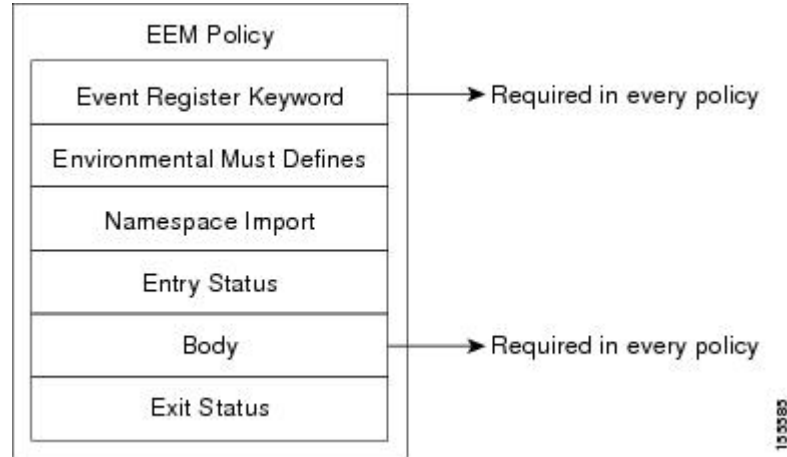 EEM Policy
Event Register Keyword
Required in every policy
Environmental Must Defines
Namespace Import
Entry Status
Body
Required in every policy
Exit Status
155585